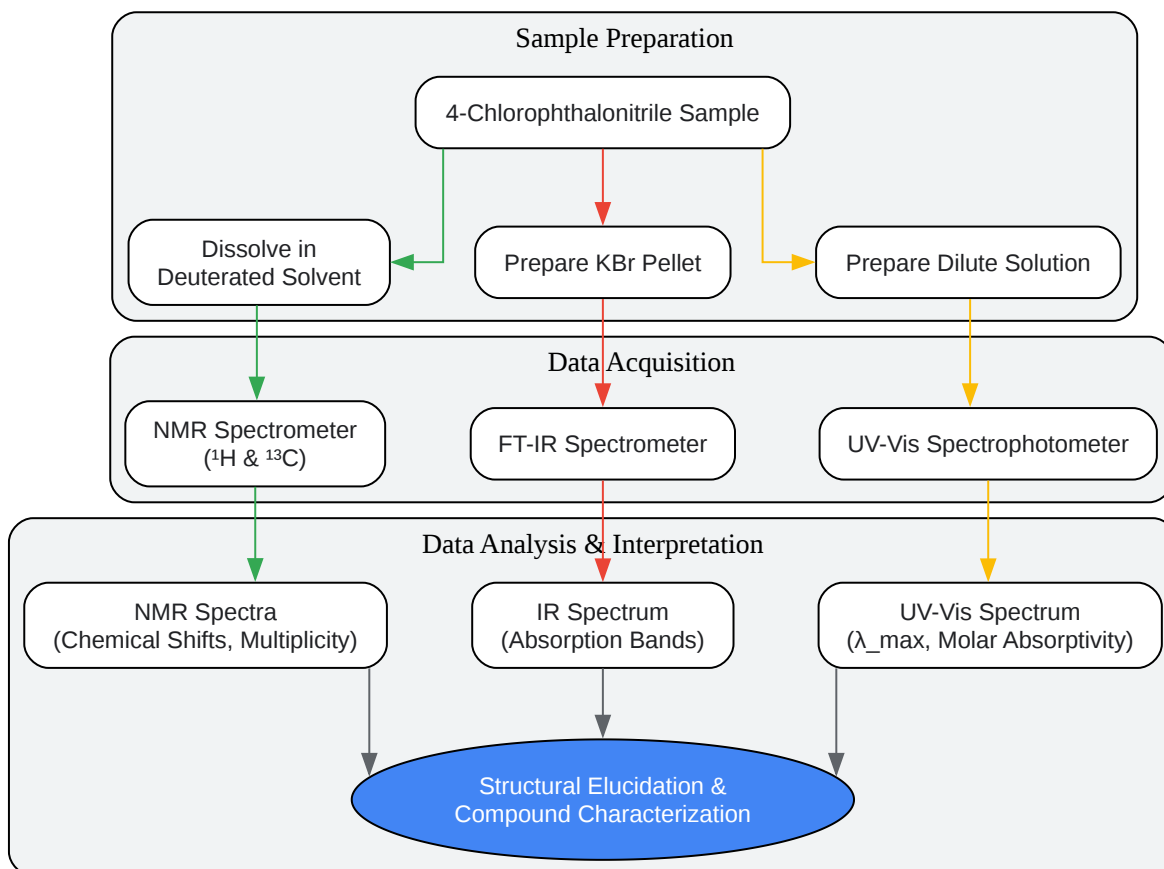 Sample Preparation
4-Chlorophthalonitrile Sample
Dissolve in
Deuterated Solvent
Prepare KBr Pellet
Prepare Dilute Solution
Data Acquisition
NMR Spectrometer
(¹H & ¹³C)
FT-IR Spectrometer
UV-Vis Spectrophotometer
Data Analysis & Interpretation
NMR Spectra
(Chemical Shifts, Multiplicity)
IR Spectrum
(Absorption Bands)
UV-Vis Spectrum
(λ_max, Molar Absorptivity)
Structural Elucidation &
Compound Characterization